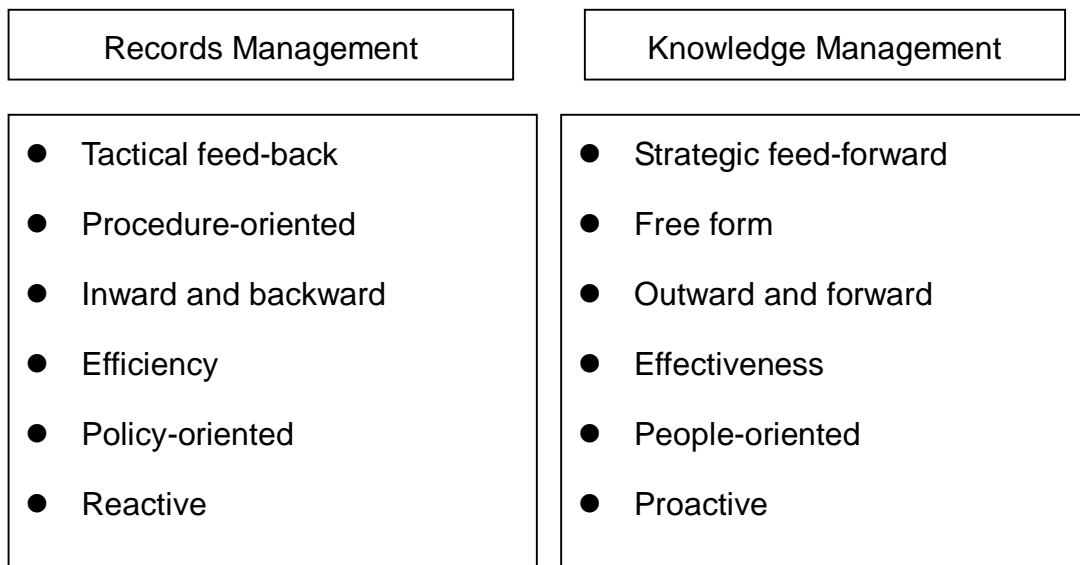 Records Management
Knowledge Management
● Tactical feed-back
● Procedure-oriented
● Inward and backward
● Efficiency
● Policy-oriented
● Reactive
● Strategic feed-forward
● Free form
● Outward and forward
● Effectiveness
● People-oriented
● Proactive